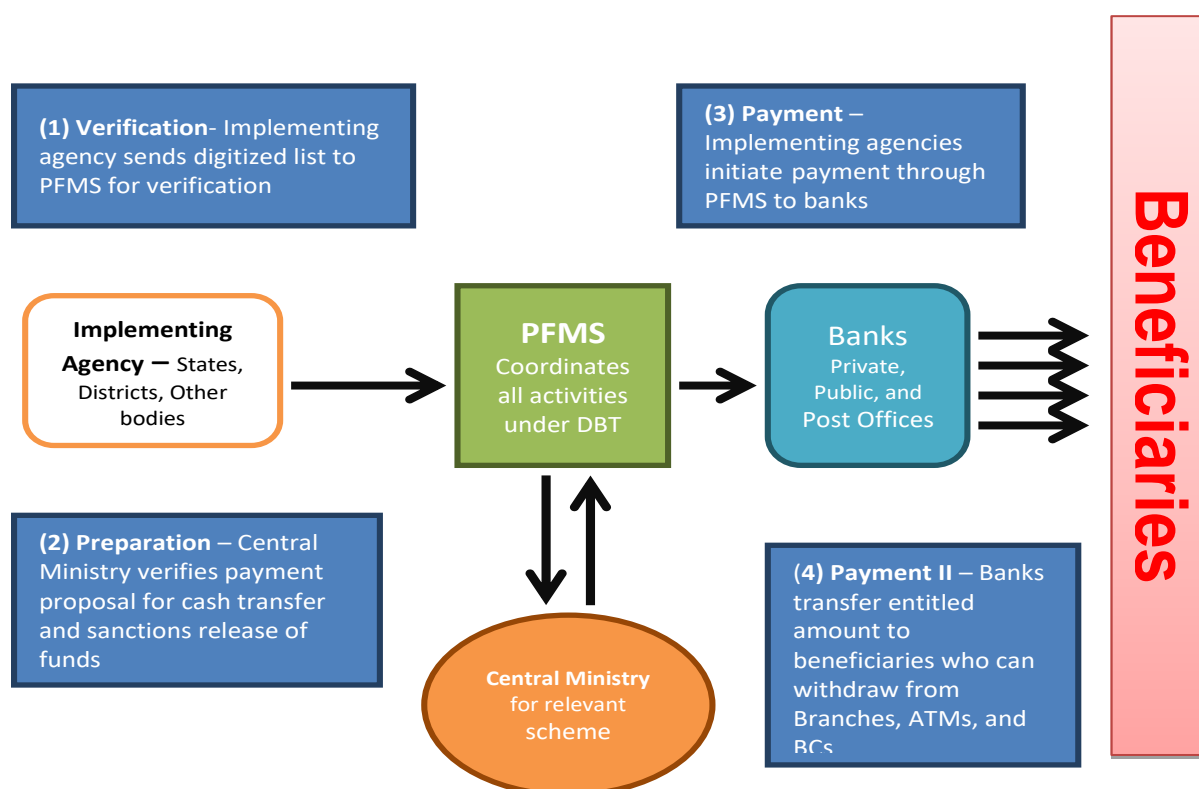 (1) Verification- Implementing
agency sends digitized list to
PFMS for verification
(3) Payment –
Implementing agencies
initiate payment through
PFMS to banks
Implementing
Agency – States,
Districts, Other
bodies
PFMS
Coordinates
all activities
under DBT
Banks
Private,
Public, and
Post Offices
Beneficiaries
(2) Preparation – Central
Ministry verifies payment
proposal for cash transfer
and sanctions release of
funds
Central Ministry
for relevant
scheme
(4) Payment II – Banks
transfer entitled
amount to
beneficiaries who can
withdraw from
Branches, ATMs, and
BCs